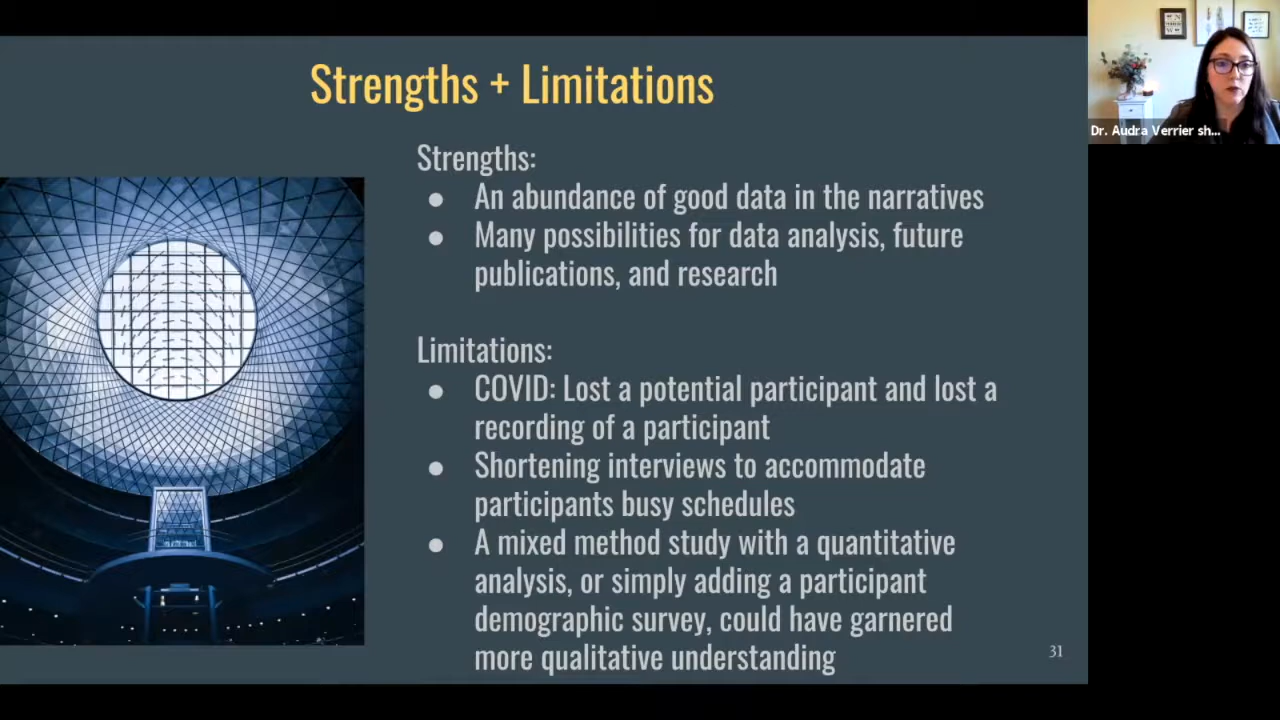 Strengths + Limitations
Strengths:
● An abundance of good data in the narratives
● Many possibilities for data analysis, future
publications, and research
Limitations:
● COVID: Lost a potential participant and lost a
recording of a participant
● Shortening interviews to accommodate
participants busy schedules
● A mixed method study with a quantitative
analysis, or simply adding a participant
demographic survey, could have garnered
more qualitative understanding
31
Dr. Audra Verrier sh...